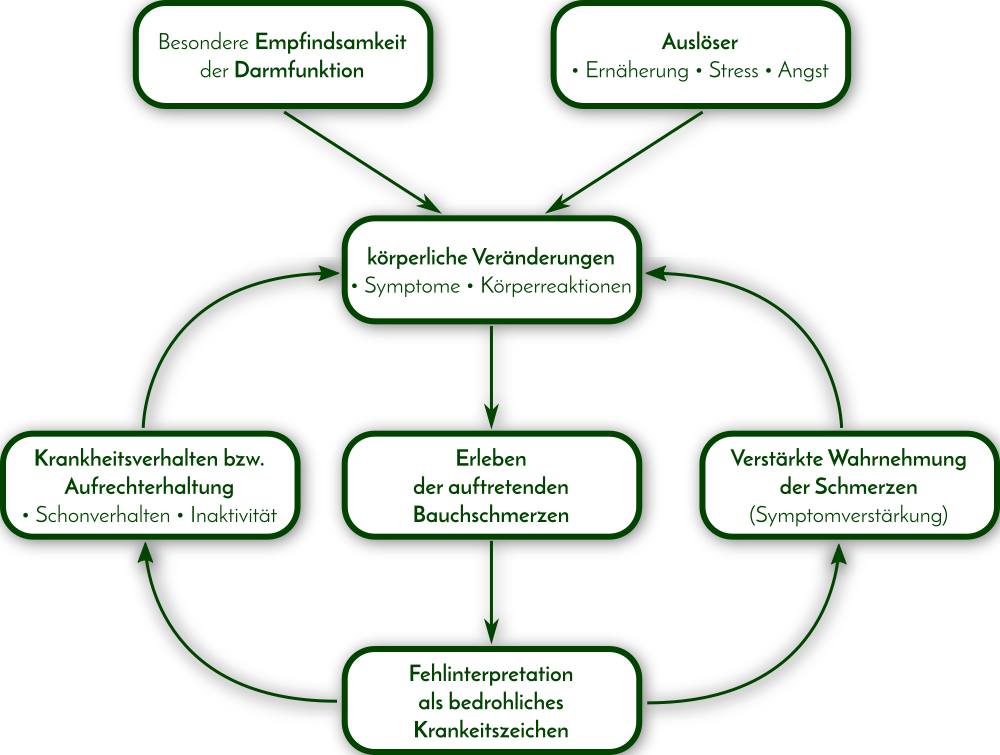 Besondere Empfindsamkeit
der Darmfunktion
Auslöser
• Ernäherung • Stress • Angst
körperliche Veränderungen
• Symptome • Körperreaktionen
Krankheitsverhalten bzw.
Aufrechterhaltung
• Schonverhalten • Inaktivität
Erleben
der auftretenden
Bauchschmerzen
Verstärkte Wahrnehmung
der Schmerzen
(Symptomverstärkung)
Fehlinterpretation
als bedrohliches
Krankeitszeichen